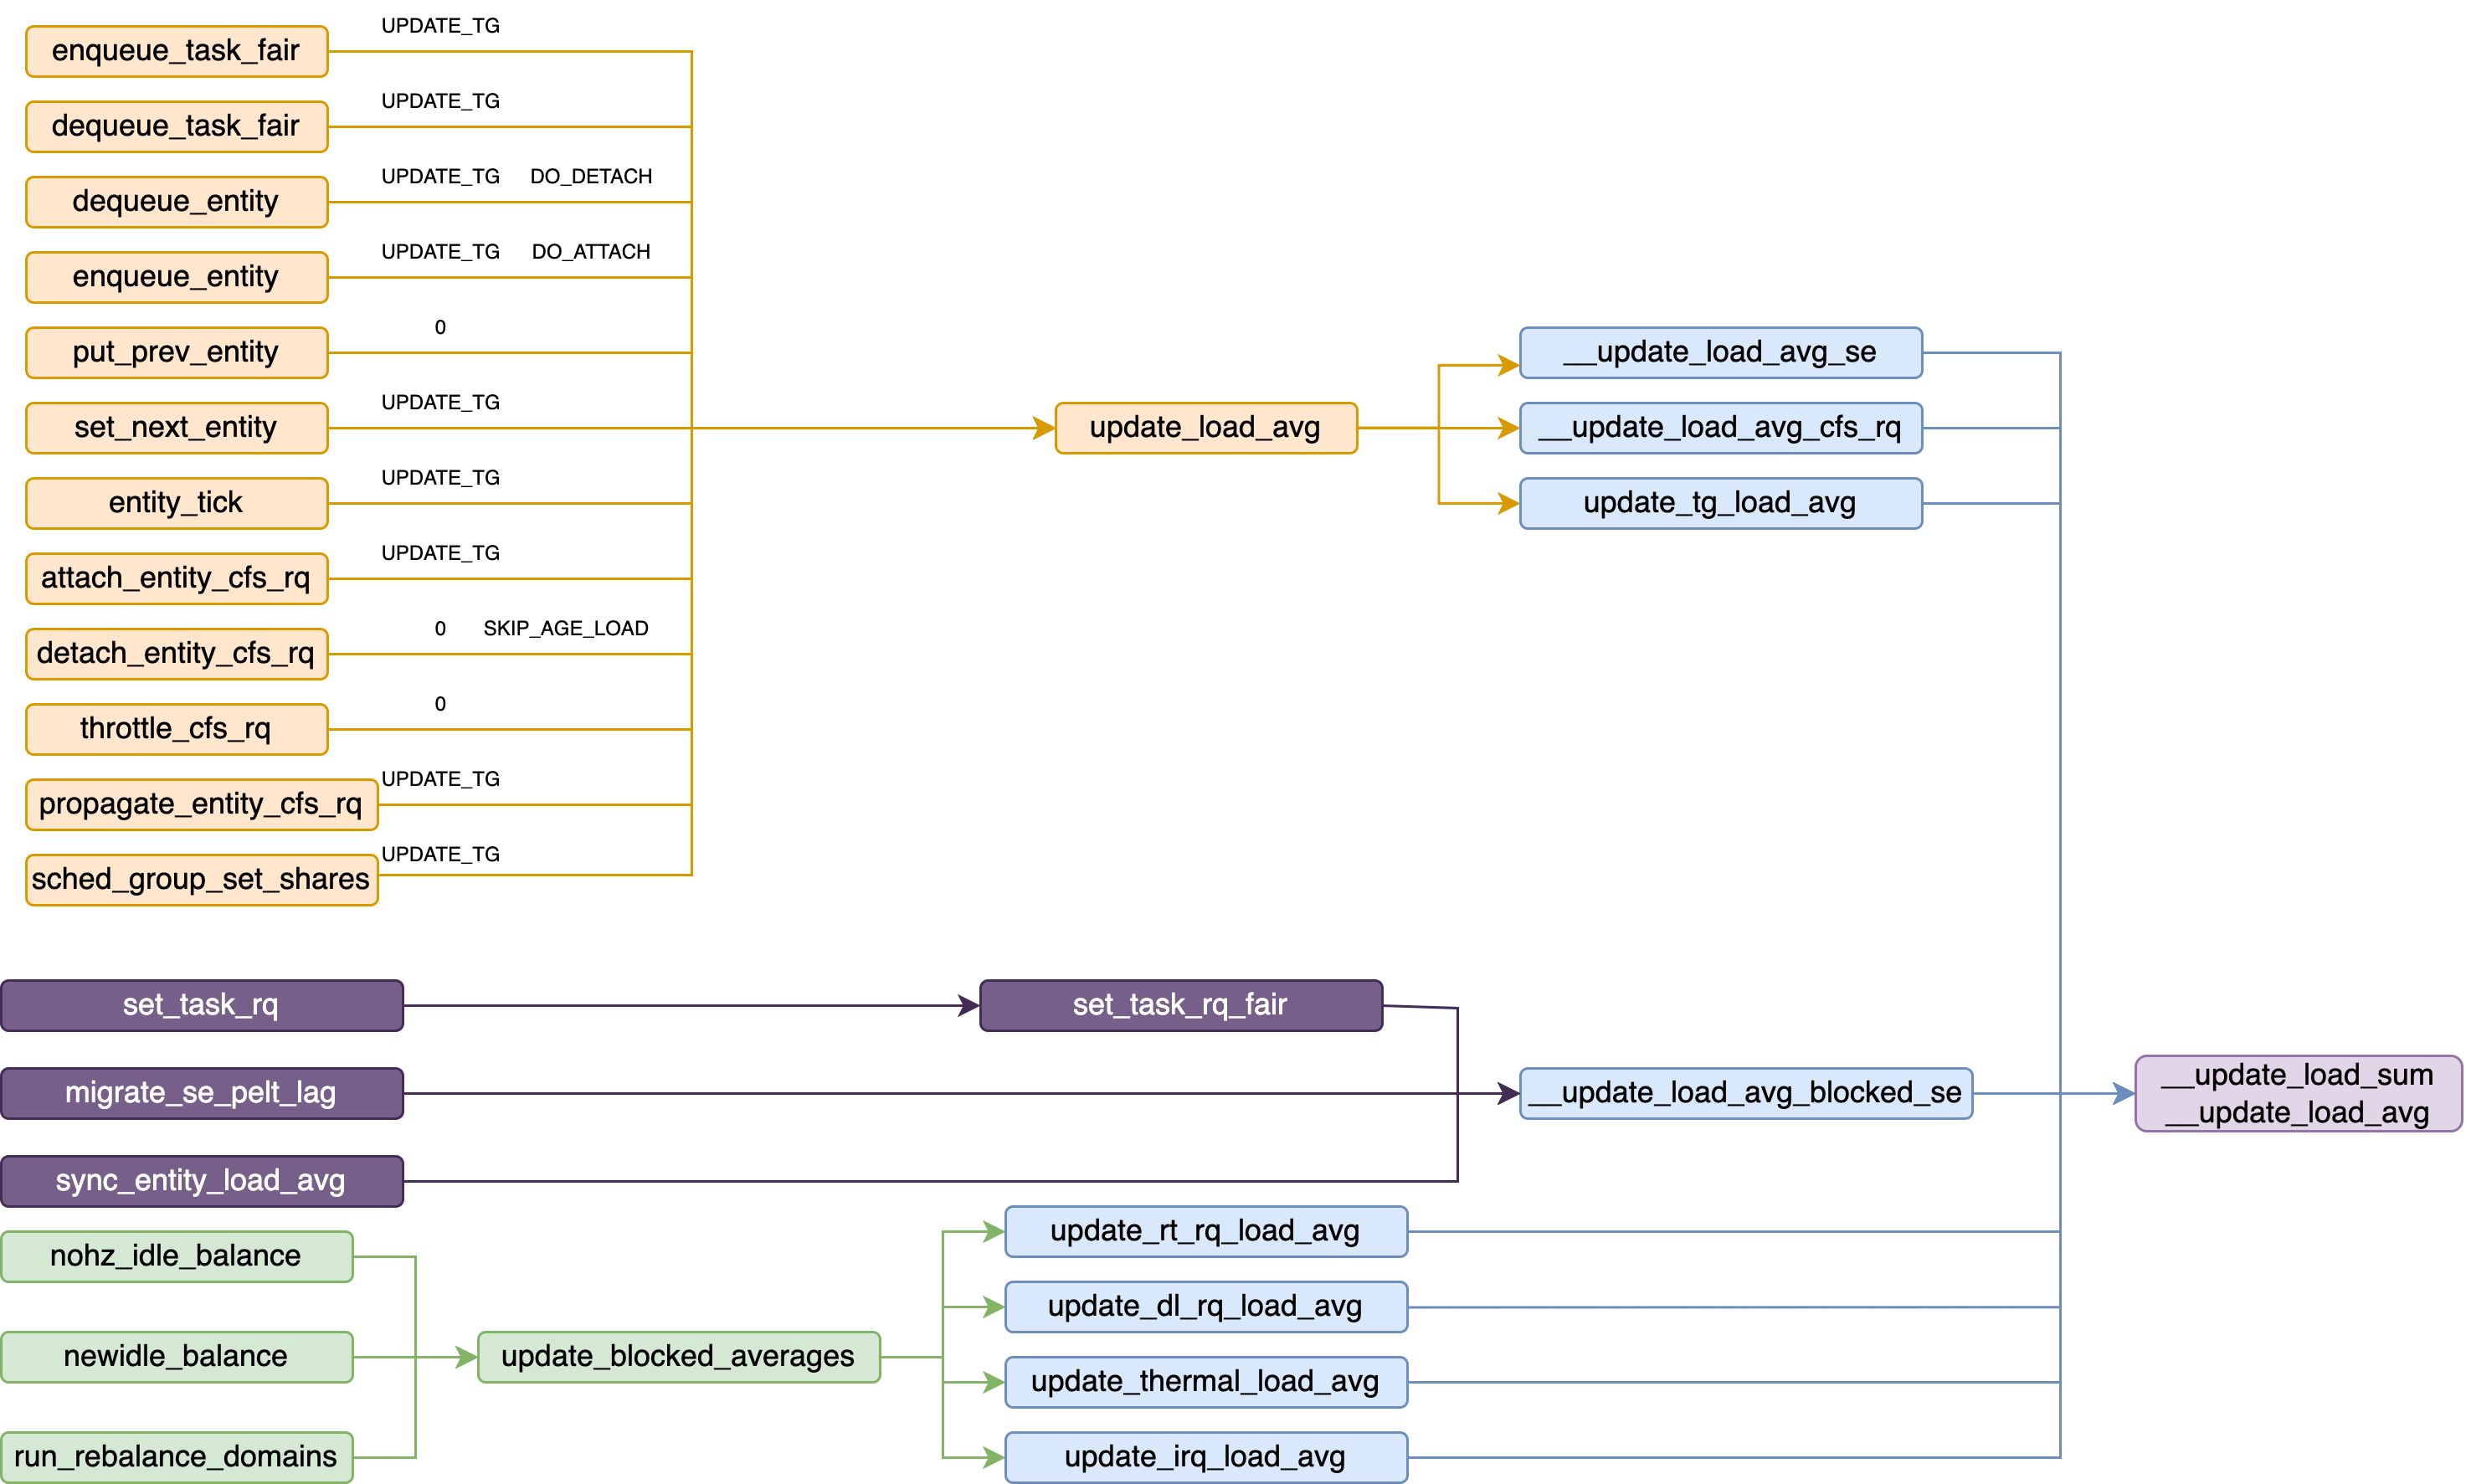 UPDATE_TG
enqueue_task_fair
UPDATE_TG
dequeue_task_fair
UPDATE_TG DO_DETACH
dequeue_entity
UPDATE_TG DO_ATTACH
enqueue_entity
0
put_prev_entity
__update_load_avg_se
UPDATE_TG
set_next_entity
update_load_avg
__update_load_avg_cfs_rq
UPDATE_TG
entity_tick
update_tg_load_avg
UPDATE_TG
attach_entity_cfs_rq
0 SKIP_AGE_LOAD
detach_entity_cfs_rq
0
throttle_cfs_rq
UPDATE_TG
propagate_entity_cfs_rq
UPDATE_TG
sched_group_set_shares
set_task_rq
set_task_rq_fair
migrate_se_pelt_lag
__update_load_avg_blocked_se
__update_load_sum
__update_load_avg
sync_entity_load_avg
update_rt_rq_load_avg
nohz_idle_balance
update_dl_rq_load_avg
newidle_balance
update_blocked_averages
update_thermal_load_avg
run_rebalance_domains
update_irq_load_avg